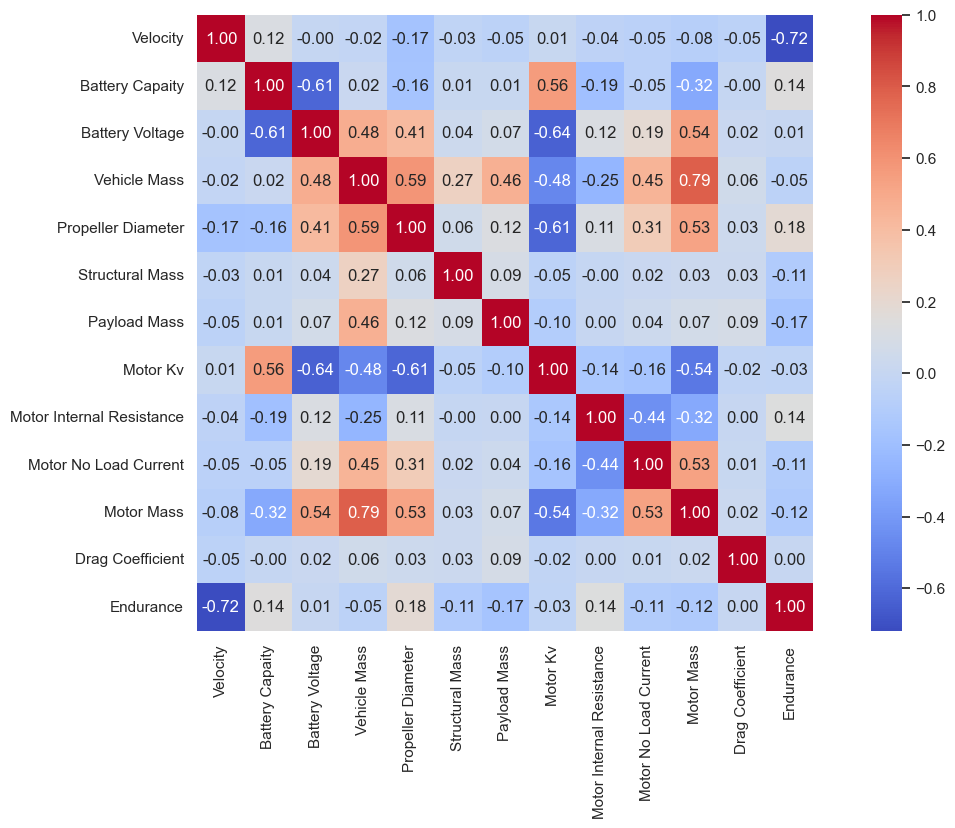 Velocity 1.00 0.12 -0.00 -0.02 -0.17 -0.03 -0.05 0.01 -0.04 -0.05 -0.08 -0.05 -0.72
Battery Capaity 0.12 1.00 -0.61 0.02 -0.16 0.01 0.01 0.56 -0.19 -0.05 -0.32 -0.00 0.14
Battery Voltage -0.00 -0.61 1.00 0.48 0.41 0.04 0.07 -0.64 0.12 0.19 0.54 0.02 0.01
Vehicle Mass -0.02 0.02 0.48 1.00 0.59 0.27 0.46 -0.48 -0.25 0.45 0.79 0.06 -0.05
Propeller Diameter -0.17 -0.16 0.41 0.59 1.00 0.06 0.12 -0.61 0.11 0.31 0.53 0.03 0.18
Structural Mass -0.03 0.01 0.04 0.27 0.06 1.00 0.09 -0.05 -0.00 0.02 0.03 0.03 -0.11
Payload Mass -0.05 0.01 0.07 0.46 0.12 0.09 1.00 -0.10 0.00 0.04 0.07 0.09 -0.17
Motor Kv 0.01 0.56 -0.64 -0.48 -0.61 -0.05 -0.10 1.00 -0.14 -0.16 -0.54 -0.02 -0.03
Motor Internal Resistance -0.04 -0.19 0.12 -0.25 0.11 -0.00 0.00 -0.14 1.00 -0.44 -0.32 0.00 0.14
Motor No Load Current -0.05 -0.05 0.19 0.45 0.31 0.02 0.04 -0.16 -0.44 1.00 0.53 0.01 -0.11
Motor Mass -0.08 -0.32 0.54 0.79 0.53 0.03 0.07 -0.54 -0.32 0.53 1.00 0.02 -0.12
Drag Coefficient -0.05 -0.00 0.02 0.06 0.03 0.03 0.09 -0.02 0.00 0.01 0.02 1.00 0.00
Endurance -0.72 0.14 0.01 -0.05 0.18 -0.11 -0.17 -0.03 0.14 -0.11 -0.12 0.00 1.00
Velocity
Battery Capaity
Battery Voltage
Vehicle Mass
Propeller Diameter
Structural Mass
Payload Mass
Motor Kv
Motor Internal Resistance
Motor No Load Current
Motor Mass
Drag Coefficient
Endurance
1.0
0.8
0.6
0.4
0.2
0.0
−0.2
−0.4
−0.6